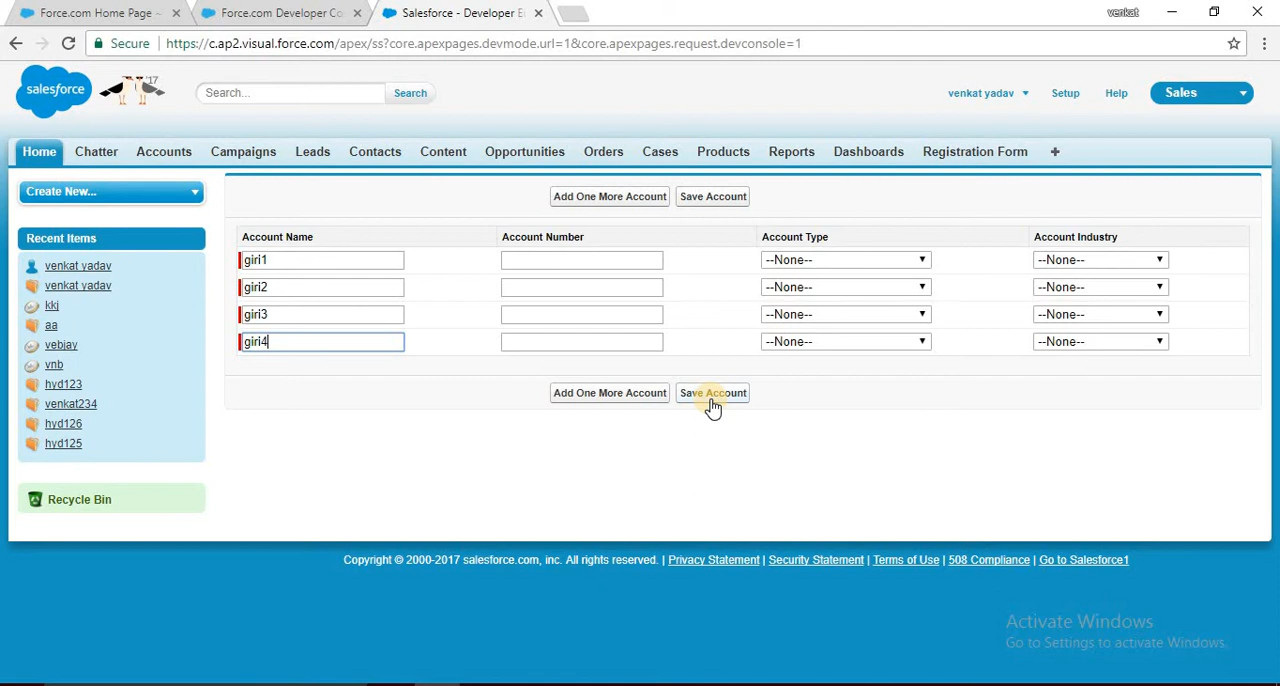 Force.com Home Page ~
Force.com Developer Co
Salesforce - Developer E
venkat
Secure
https://c.ap2.visual.force.com/apex/ss?core.apexpages.devmode.url=1&core.apexpages.request.devconsole=1
salesforce
'17
Search...
Search
venkat yadav
Setup
Help
Sales
Home
Chatter
Accounts
Campaigns
Leads
Contacts
Content
Opportunities
Orders
Cases
Products
Reports
Dashboards
Registration Form
+
Create New...
Recent Items
venkat yadav
venkat yadav
kkj
aa
vebjav
vnb
hyd123
venkat234
hyd126
hyd125
Recycle Bin
Add One More Account
Save Account
Account Name
Account Number
Account Type
Account Industry
giri1
--None--
--None--
giri2
--None--
--None--
giri3
--None--
--None--
giri4
--None--
--None--
Add One More Account
Save Account
Copyright © 2000-2017 salesforce.com, inc. All rights reserved. | Privacy Statement | Security Statement | Terms of Use | 508 Compliance | Go to Salesforce1
Activate Windows
Go to Settings to activate Windows.